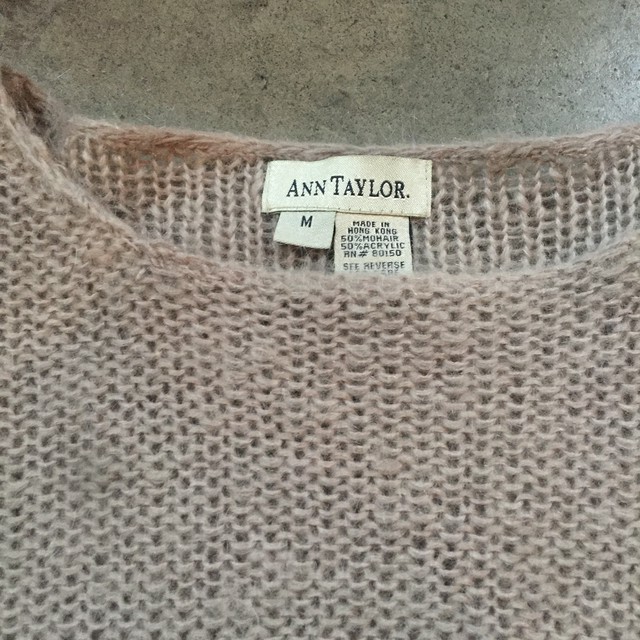 ANN TAYLOR.
M
MADE IN
HONG KONG
50%MOHAIR
50%ACRYLIC
RN# 80150
SEE REVERSE